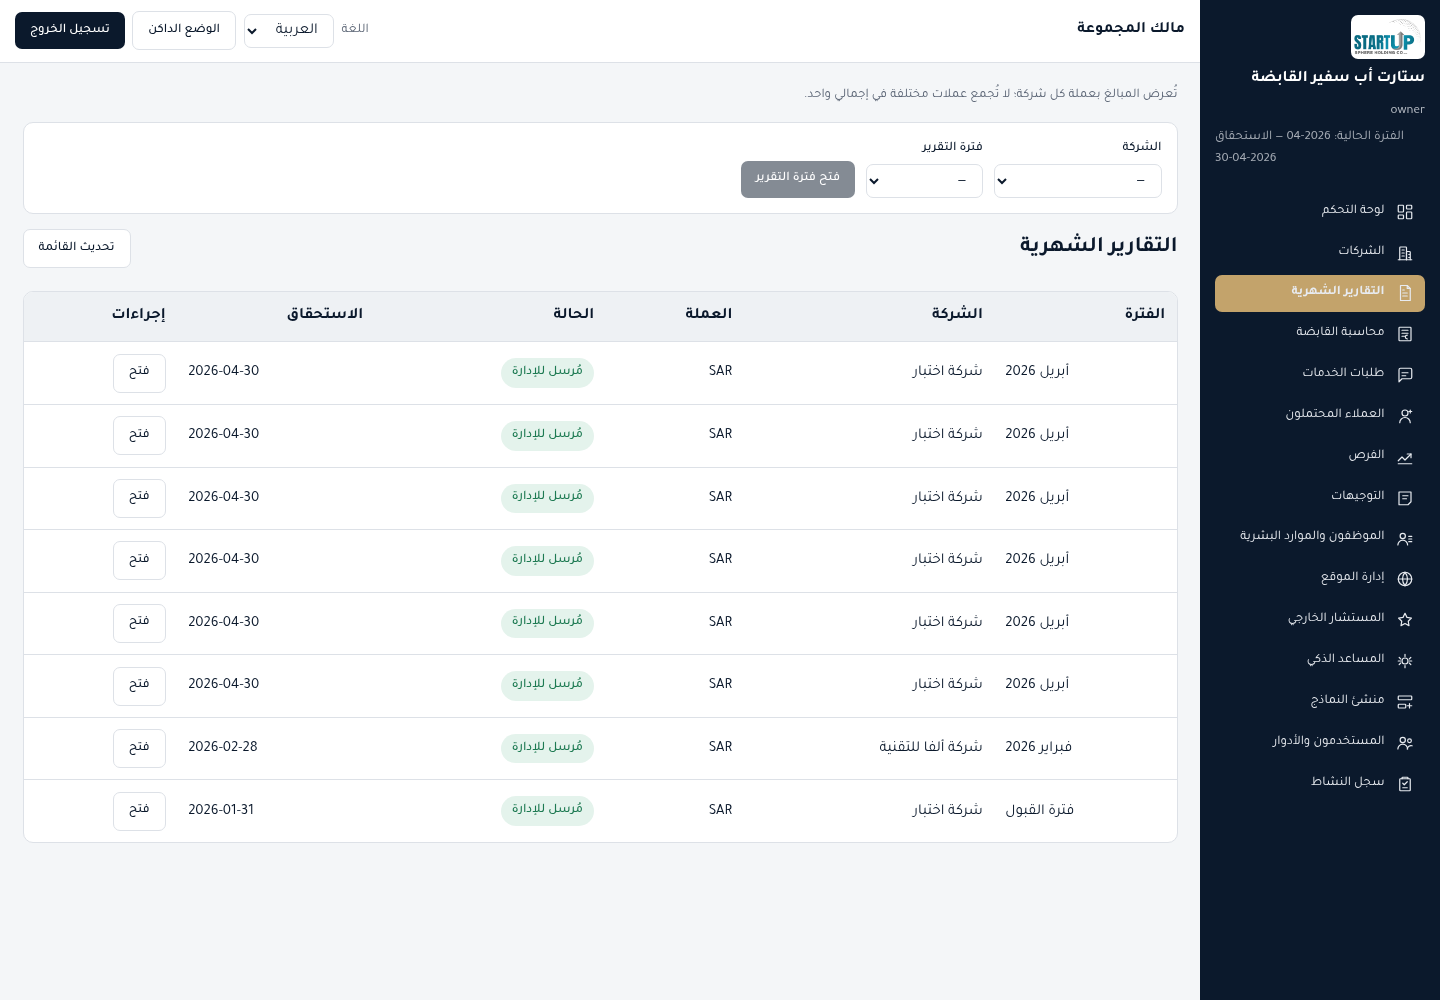 STARTUP
SPHERE HOLDING CO...
ستارت أب سفير القابضة
owner
الفترة الحالية: 2026-04 — الاستحقاق
2026-04-30
لوحة التحكم
الشركات
التقارير الشهرية
محاسبة القابضة
طلبات الخدمات
العملاء المحتملون
الفرص
التوجيهات
الموظفون والموارد البشرية
إدارة الموقع
المستشار الخارجي
المساعد الذكي
منشئ النماذج
المستخدمون والأدوار
سجل النشاط
مالك المجموعة
اللغة العربية الوضع الداكن تسجيل الخروج
تُعرض المبالغ بعملة كل شركة؛ لا تُجمع عملات مختلفة في إجمالي واحد.
الشركة فترة التقرير
— — فتح فترة التقرير
التقارير الشهرية تحديث القائمة
الفترة الشركة العملة الحالة الاستحقاق إجراءات
أبريل 2026 شركة اختبار SAR مُرسل للإدارة 2026-04-30 فتح
أبريل 2026 شركة اختبار SAR مُرسل للإدارة 2026-04-30 فتح
أبريل 2026 شركة اختبار SAR مُرسل للإدارة 2026-04-30 فتح
أبريل 2026 شركة اختبار SAR مُرسل للإدارة 2026-04-30 فتح
أبريل 2026 شركة اختبار SAR مُرسل للإدارة 2026-04-30 فتح
أبريل 2026 شركة اختبار SAR مُرسل للإدارة 2026-04-30 فتح
فبراير 2026 شركة ألفا للتقنية SAR مُرسل للإدارة 2026-02-28 فتح
فترة القبول شركة اختبار SAR مُرسل للإدارة 2026-01-31 فتح